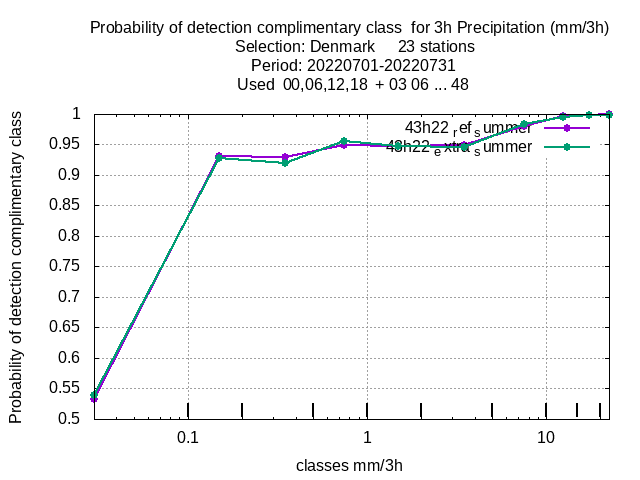 Probability of detection complimentary class  for 3h Precipitation (mm/3h)
Selection: Denmark     23 stations
Period: 20220701-20220731
Used  00,06,12,18  + 03 06 ... 48
Probability of detection complimentary class
1
0.95
0.9
0.85
0.8
0.75
0.7
0.65
0.6
0.55
0.5
43h22refsummer
43h22extrasummer
0.1
1
10
classes mm/3h